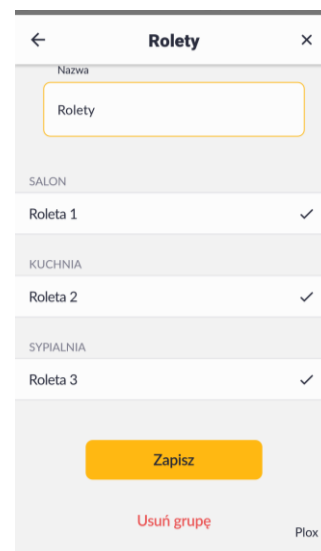 Rolety
Nazwa
Rolety
SALON
Roleta 1
KUCHNIA
Roleta 2
SYPIALNIA
Roleta 3
Zapisz
Usuń grupę
Plox